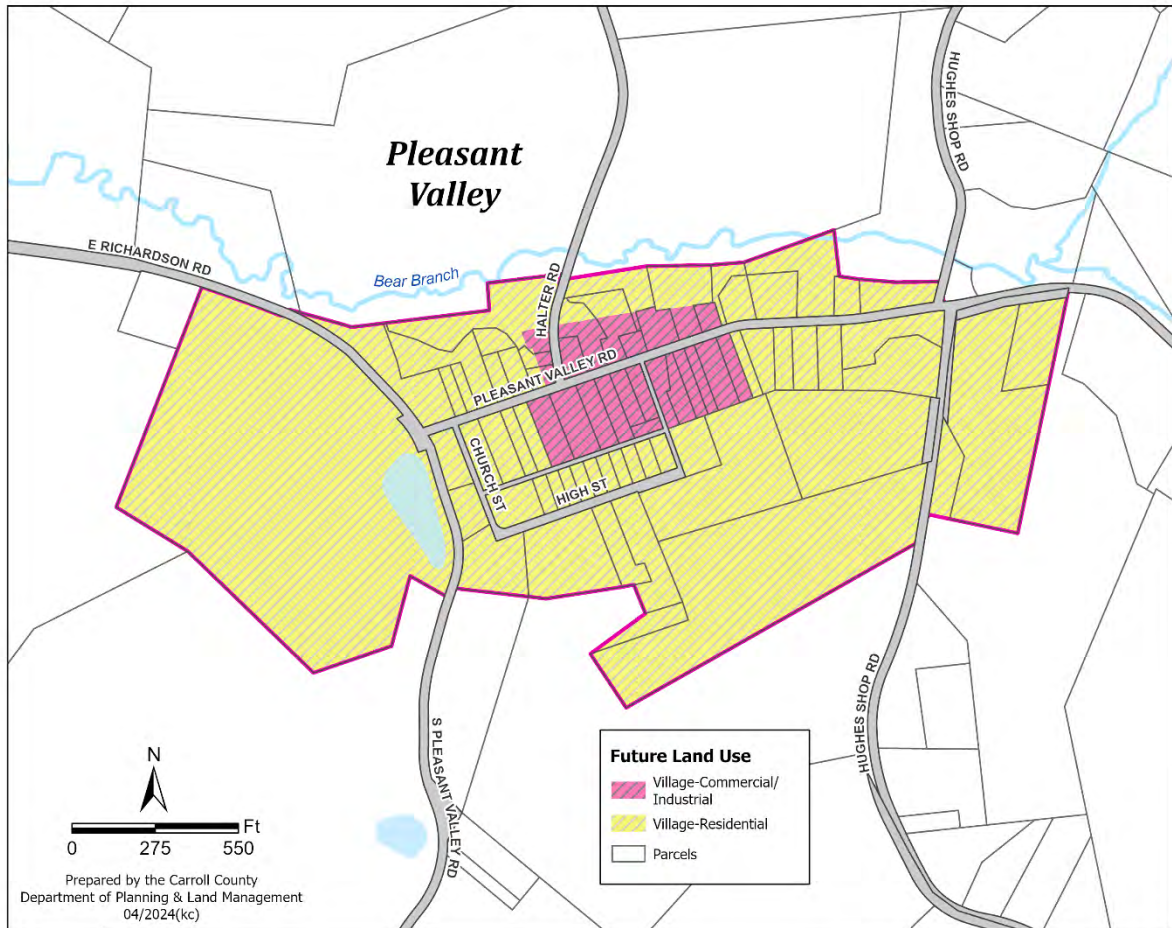 Pleasant
Valley
HUGHES SHOP RD
E RICHARDSON RD
Bear Branch
HALTER RD
PLEASANT VALLEY RD
CHURCH ST
HIGH ST
S PLEASANT VALLEY RD
HUGHES SHOP RD
Future Land Use
Village-Commercial/
Industrial
Village-Residential
Parcels
N
Ft
0 275 550
Prepared by the Carroll County
Department of Planning & Land Management
04/2024(kc)